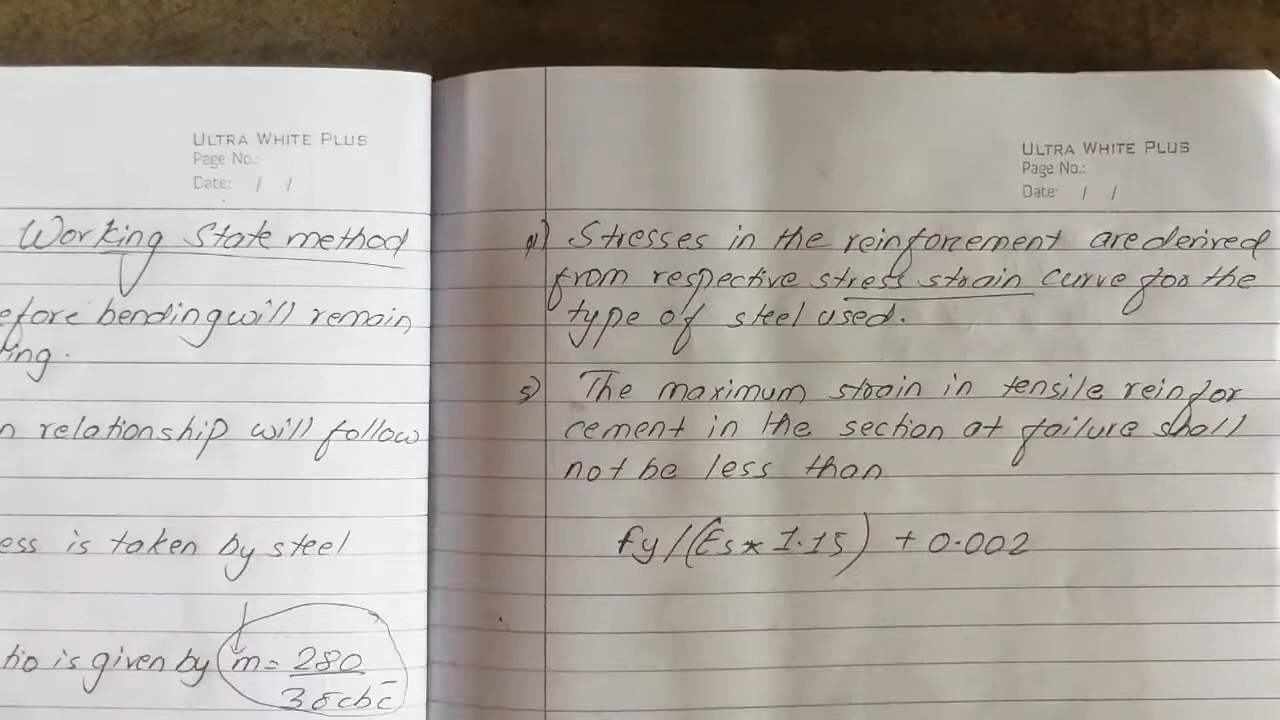 ULTRA WHITE PLUS
Page No.:
Date: / /
Working State method
efore bending will remain
ing.
n relationship will follow
ess is taken by steel
tio is given by m = 280
3σcbc
ULTRA WHITE PLUS
Page No.:
Date: / /
4) Stresses in the reinforcement are derived
from respective stress strain curve for the
type of steel used.
5) The maximum strain in tensile reinfor
cement in the section at failure shall
not be less than
fy/(Es * 1.15) + 0.002